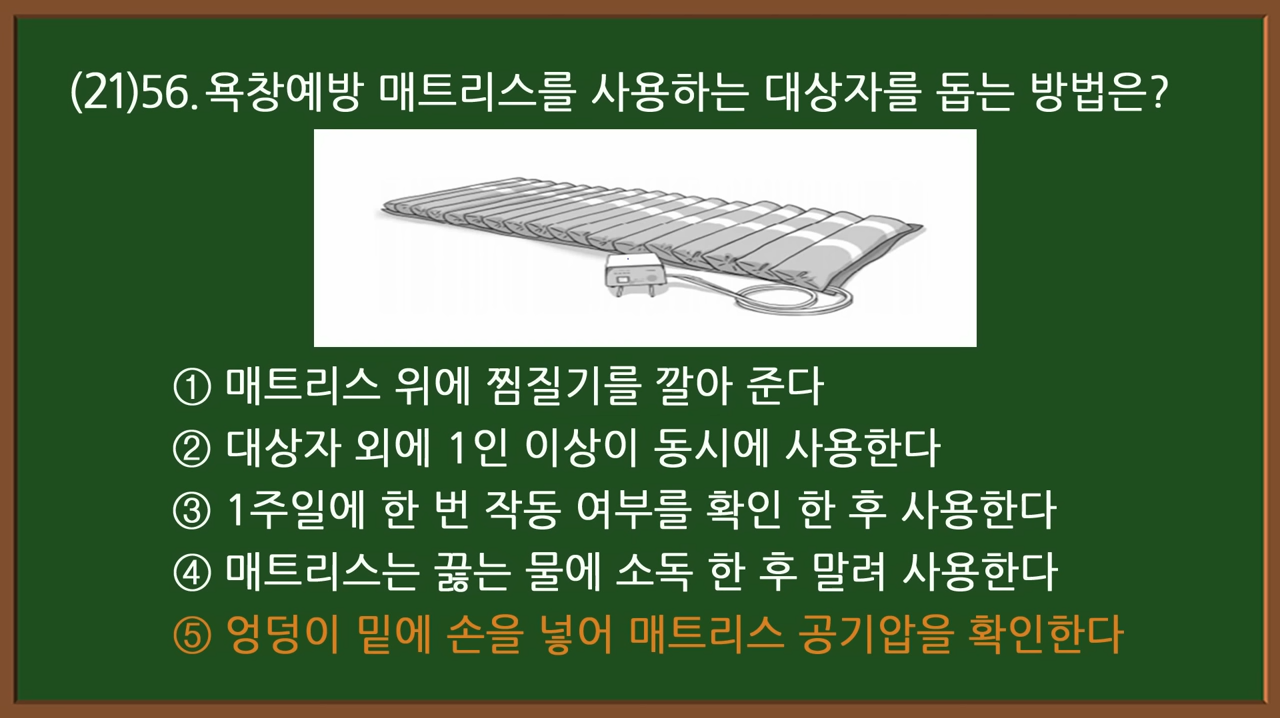 (21)56. 욕창예방 매트리스를 사용하는 대상자를 돕는 방법은?
① 매트리스 위에 찜질기를 깔아 준다
② 대상자 외에 1인 이상이 동시에 사용한다
③ 1주일에 한 번 작동 여부를 확인 한 후 사용한다
④ 매트리스는 끓는 물에 소독 한 후 말려 사용한다
⑤ 엉덩이 밑에 손을 넣어 매트리스 공기압을 확인한다